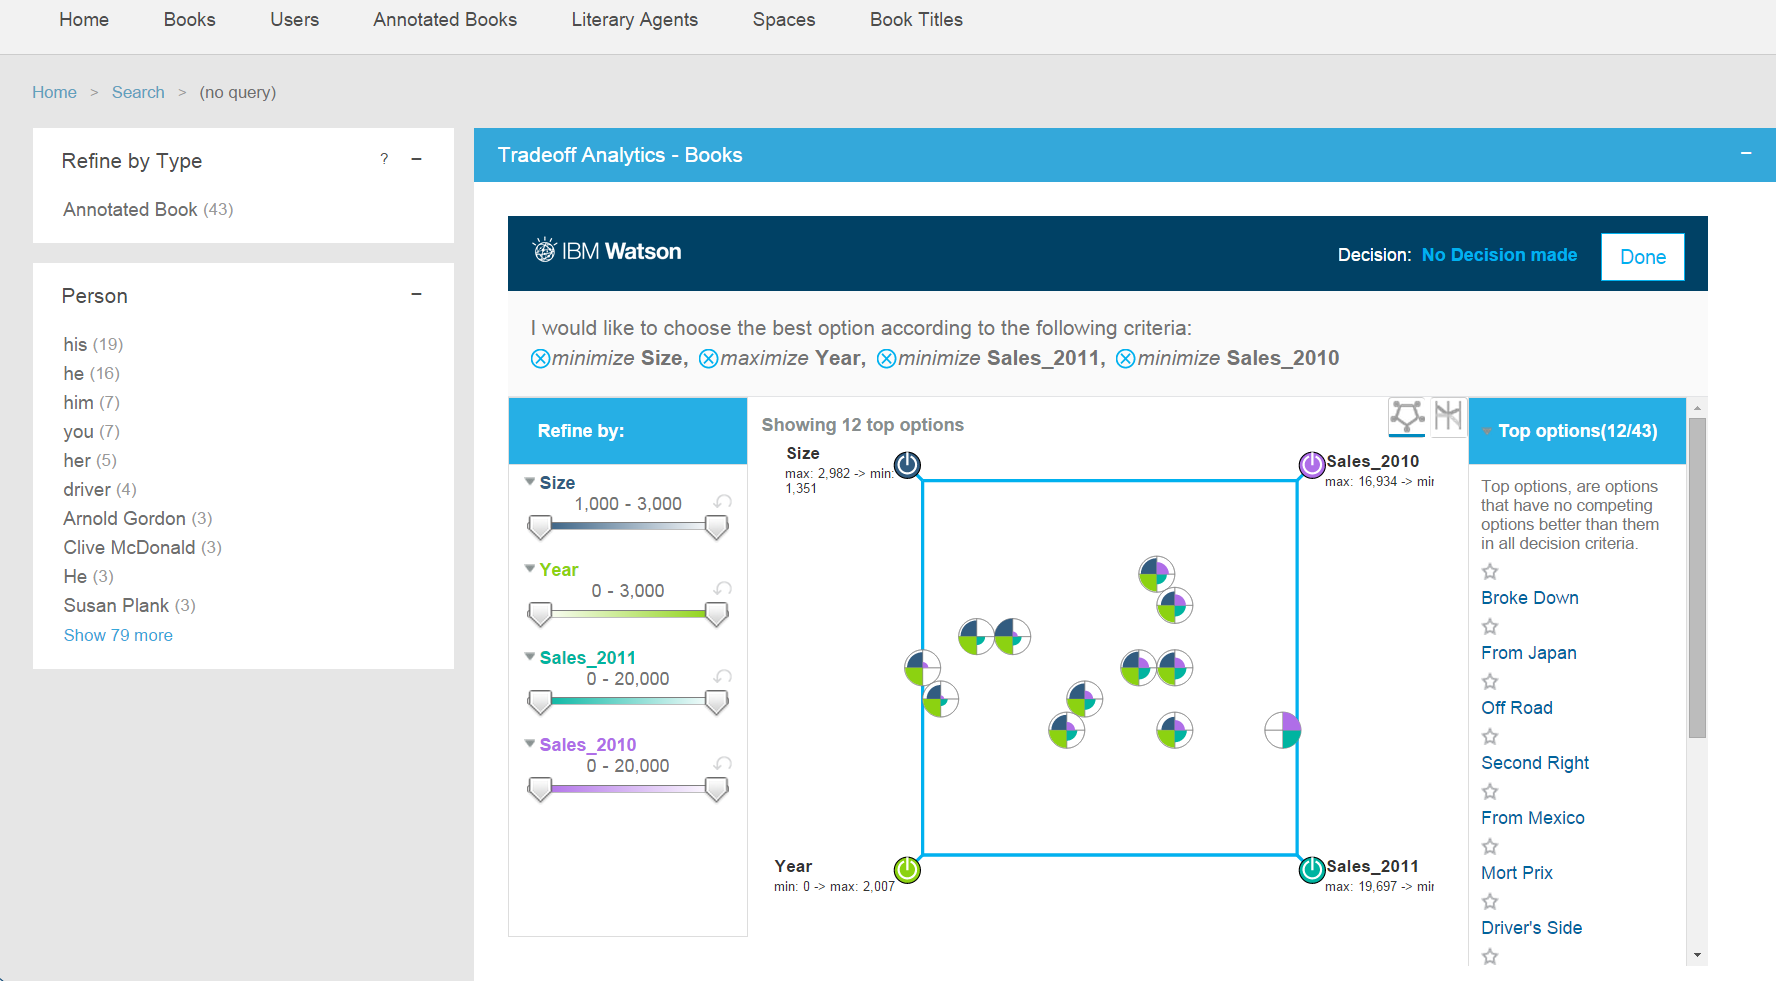 Home Books Users Annotated Books Literary Agents Spaces Book Titles
Home > Search > (no query)
Refine by Type ? −
Annotated Book (43)
Person −
his (19)
he (16)
him (7)
you (7)
her (5)
driver (4)
Arnold Gordon (3)
Clive McDonald (3)
He (3)
Susan Plank (3)
Show 79 more
Tradeoff Analytics - Books −
IBM Watson
Decision: No Decision made Done
I would like to choose the best option according to the following criteria:
minimize Size, maximize Year, minimize Sales_2011, minimize Sales_2010
Refine by:
Size
1,000 - 3,000
Year
0 - 3,000
Sales_2011
0 - 20,000
Sales_2010
0 - 20,000
Showing 12 top options
Size
max: 2,982 -> min:
1,351
Sales_2010
max: 16,934 -> mir
Year
min: 0 -> max: 2,007
Sales_2011
max: 19,697 -> mir
Top options(12/43)
Top options, are options
that have no competing
options better than them
in all decision criteria.
Broke Down
From Japan
Off Road
Second Right
From Mexico
Mort Prix
Driver's Side